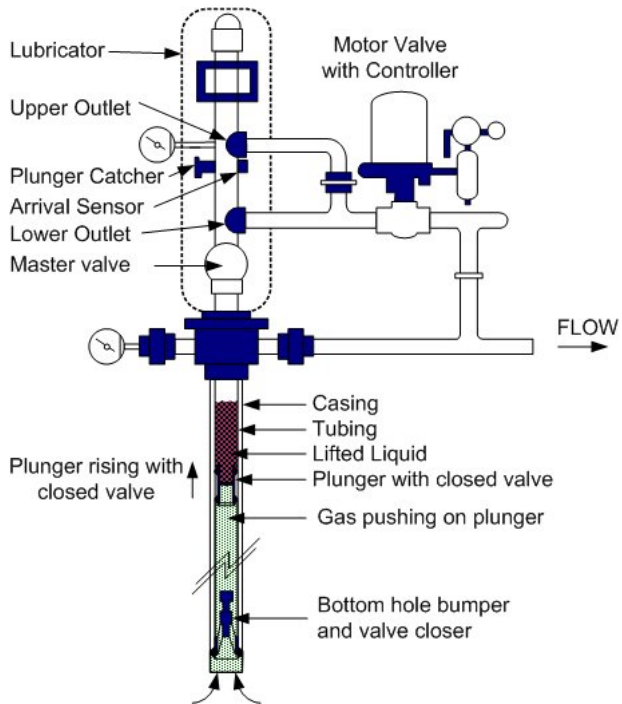 Lubricator
Motor Valve
with Controller
Upper Outlet
Plunger Catcher
Arrival Sensor
Lower Outlet
Master valve
FLOW
Casing
Tubing
Lifted Liquid
Plunger rising with
closed valve
Plunger with closed valve
Gas pushing on plunger
Bottom hole bumper
and valve closer